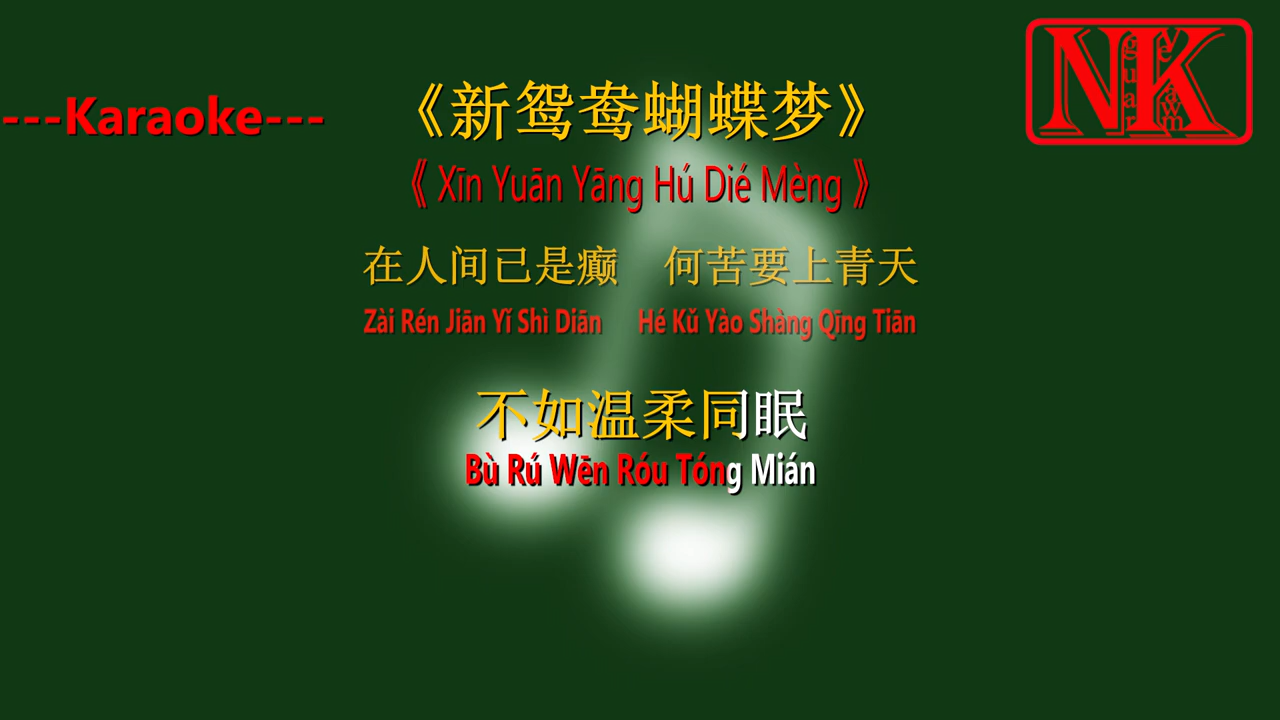 ---Karaoke---
《新鸳鸯蝴蝶梦》
《 Xīn Yuān Yāng Hú Dié Mèng 》
NK
在人间已是癫 何苦要上青天
Zài Rén Jiān Yǐ Shì Diān Hé Kǔ Yào Shàng Qīng Tiān
不如温柔同眠
Bù Rú Wēn Róu Tóng Mián